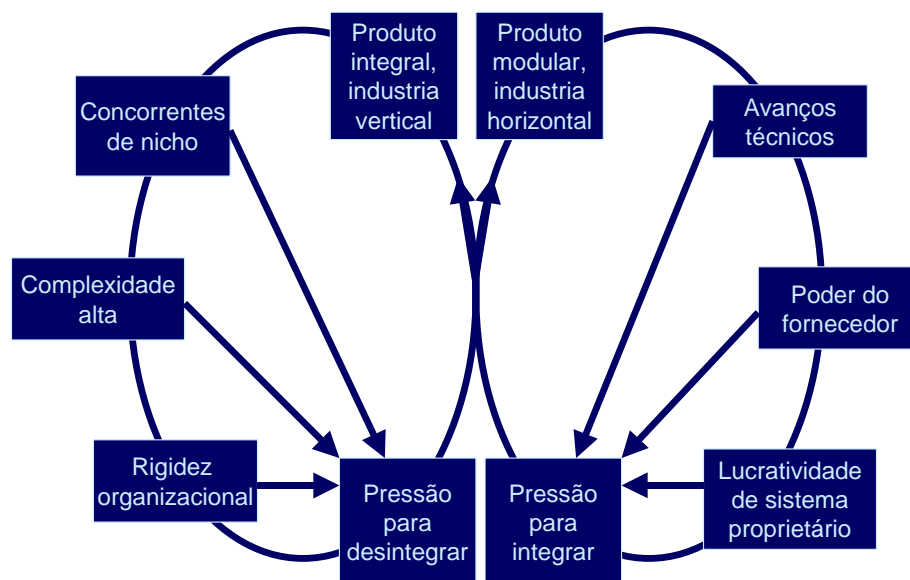 Produto
integral,
industria
vertical
Produto
modular,
industria
horizontal
Concorrentes
de nicho
Avanços
técnicos
Complexidade
alta
Poder do
fornecedor
Rigidez
organizacional
Pressão
para
desintegrar
Pressão
para
integrar
Lucratividade
de sistema
proprietário